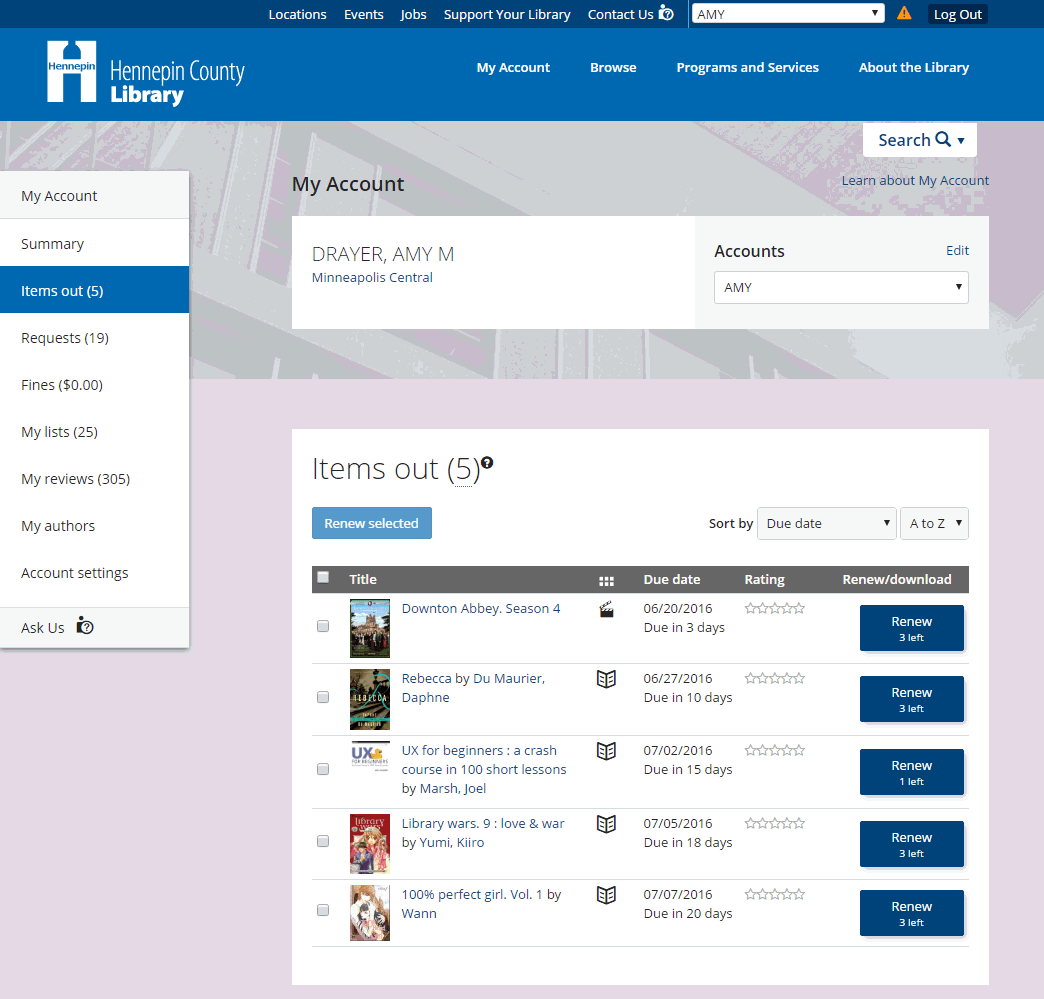 Locations Events Jobs Support Your Library Contact Us AMY Log Out
Hennepin
Hennepin County
Library
My Account Browse Programs and Services About the Library
Search
My Account
Learn about My Account
DRAYER, AMY M
Minneapolis Central
Accounts Edit
AMY
My Account
Summary
Items out (5)
Requests (19)
Fines ($0.00)
My lists (25)
My reviews (305)
My authors
Account settings
Ask Us
Items out (5)
Renew selected
Sort by Due date A to Z
Title Due date Rating Renew/download
Downton Abbey. Season 4
06/20/2016
Due in 3 days
Renew
3 left
REBECCA
Rebecca by Du Maurier,
Daphne
06/27/2016
Due in 10 days
Renew
3 left
UX
FOR BEGINNERS
UX for beginners : a crash
course in 100 short lessons
by Marsh, Joel
07/02/2016
Due in 15 days
Renew
1 left
library
wars
Library wars. 9 : love & war
by Yumi, Kiiro
07/05/2016
Due in 18 days
Renew
3 left
100% perfect girl. Vol. 1 by
Wann
07/07/2016
Due in 20 days
Renew
3 left